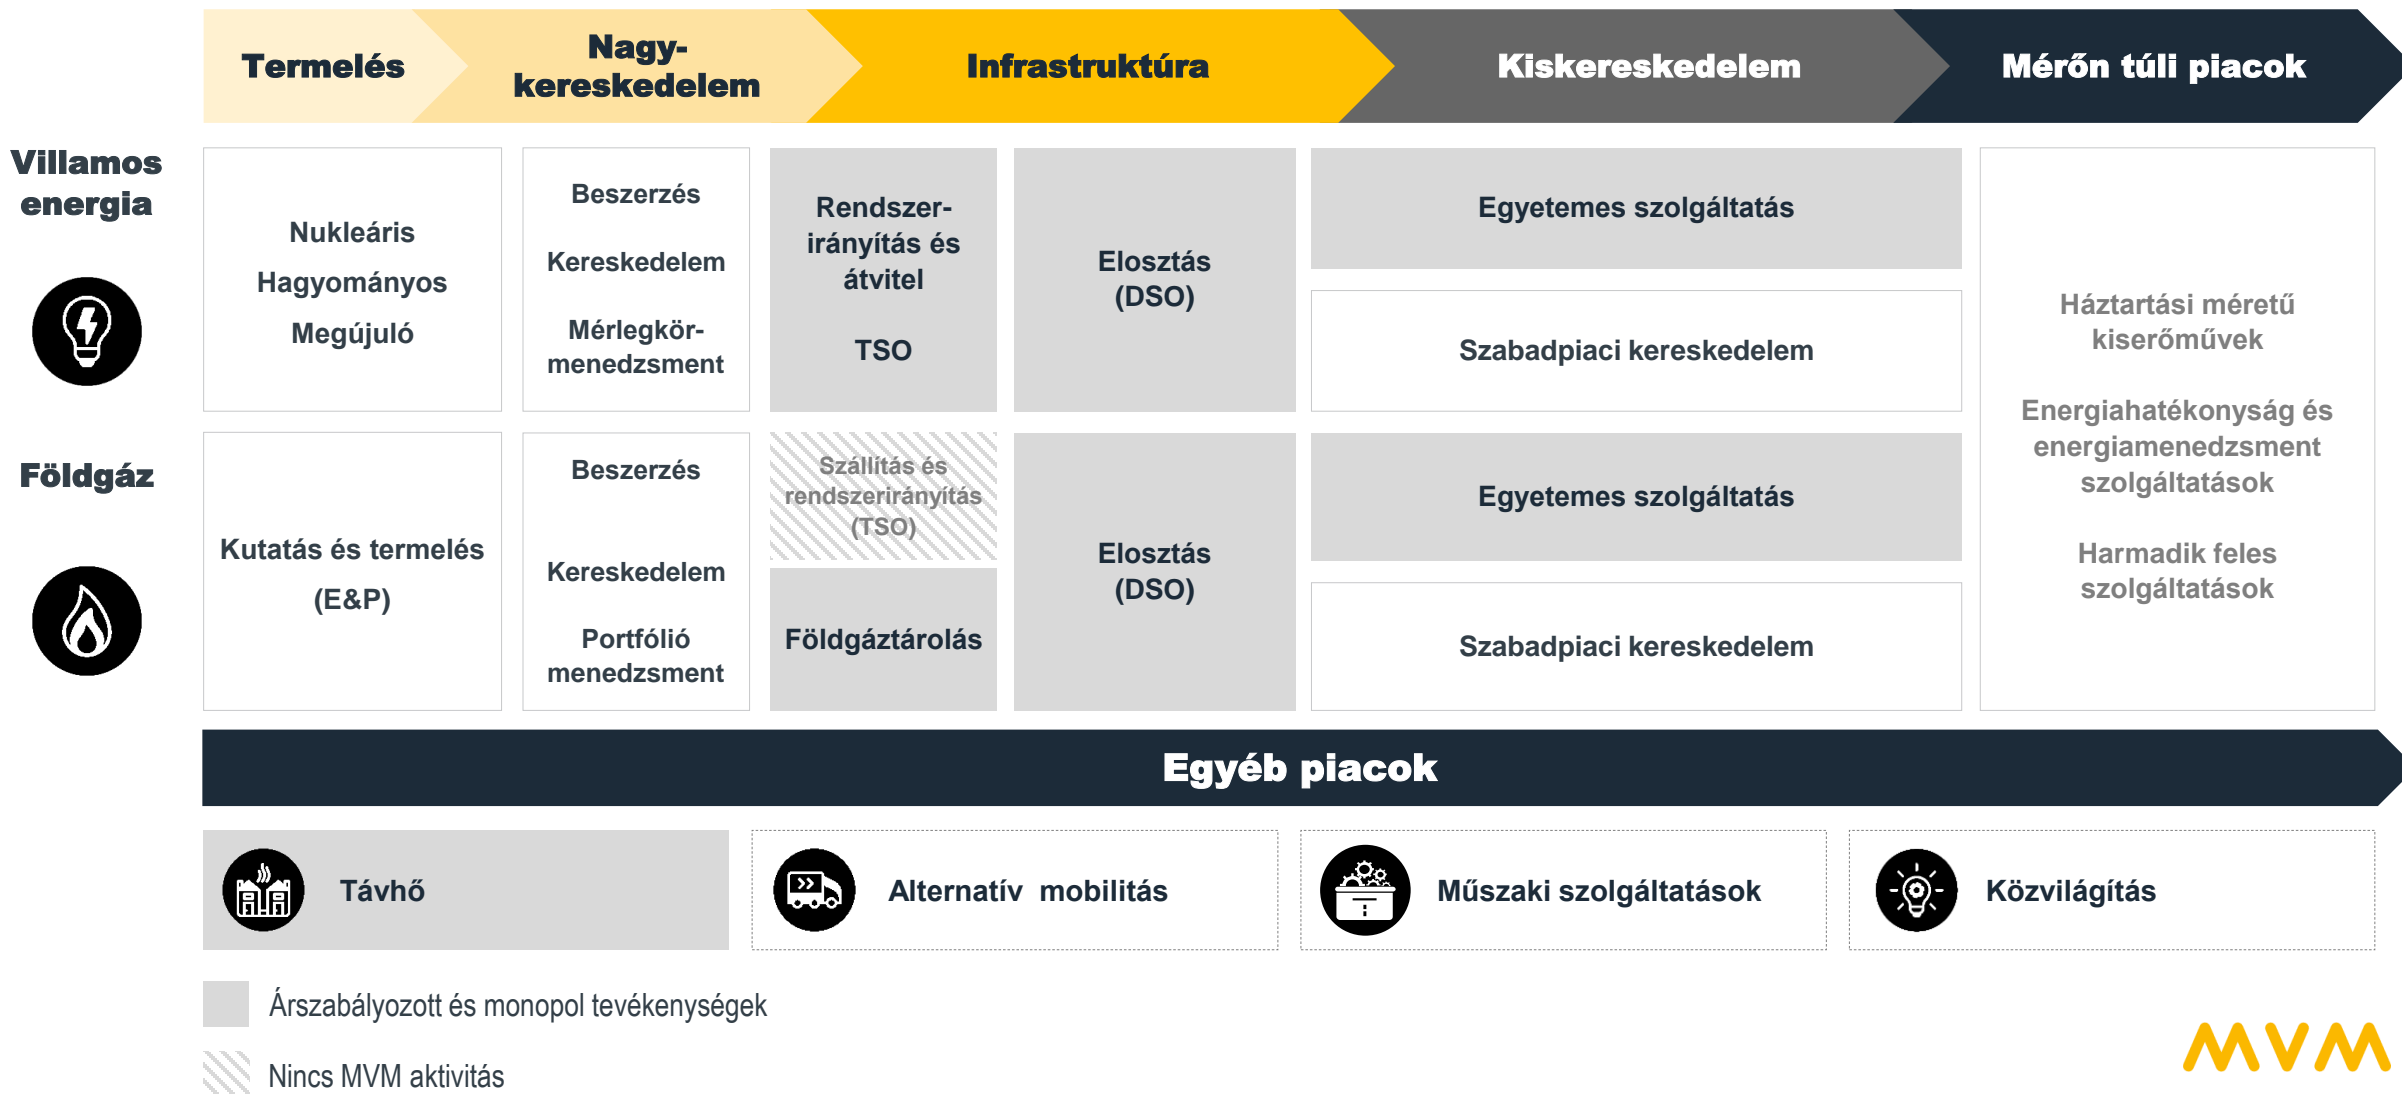 Termelés
Nagy-
kereskedelem
Infrastruktúra
Kiskereskedelem
Mérőn túli piacok
Villamos
energia
Nukleáris
Hagyományos
Megújuló
Beszerzés
Kereskedelem
Mérlegkör-
menedzsment
Rendszer-
irányítás és
átvitel
TSO
Elosztás
(DSO)
Egyetemes szolgáltatás
Szabadpiaci kereskedelem
Háztartási méretű
kiserőművek
Energiahatékonyság és
energiamenedzsment
szolgáltatások
Harmadik feles
szolgáltatások
Földgáz
Kutatás és termelés
(E&P)
Beszerzés
Kereskedelem
Portfólió
menedzsment
Szállítás és
rendszerirányítás
(TSO)
Földgáztárolás
Elosztás
(DSO)
Egyetemes szolgáltatás
Szabadpiaci kereskedelem
Egyéb piacok
Távhő
Alternatív mobilitás
Műszaki szolgáltatások
Közvilágítás
Árszabályozott és monopol tevékenységek
Nincs MVM aktivitás
MVM